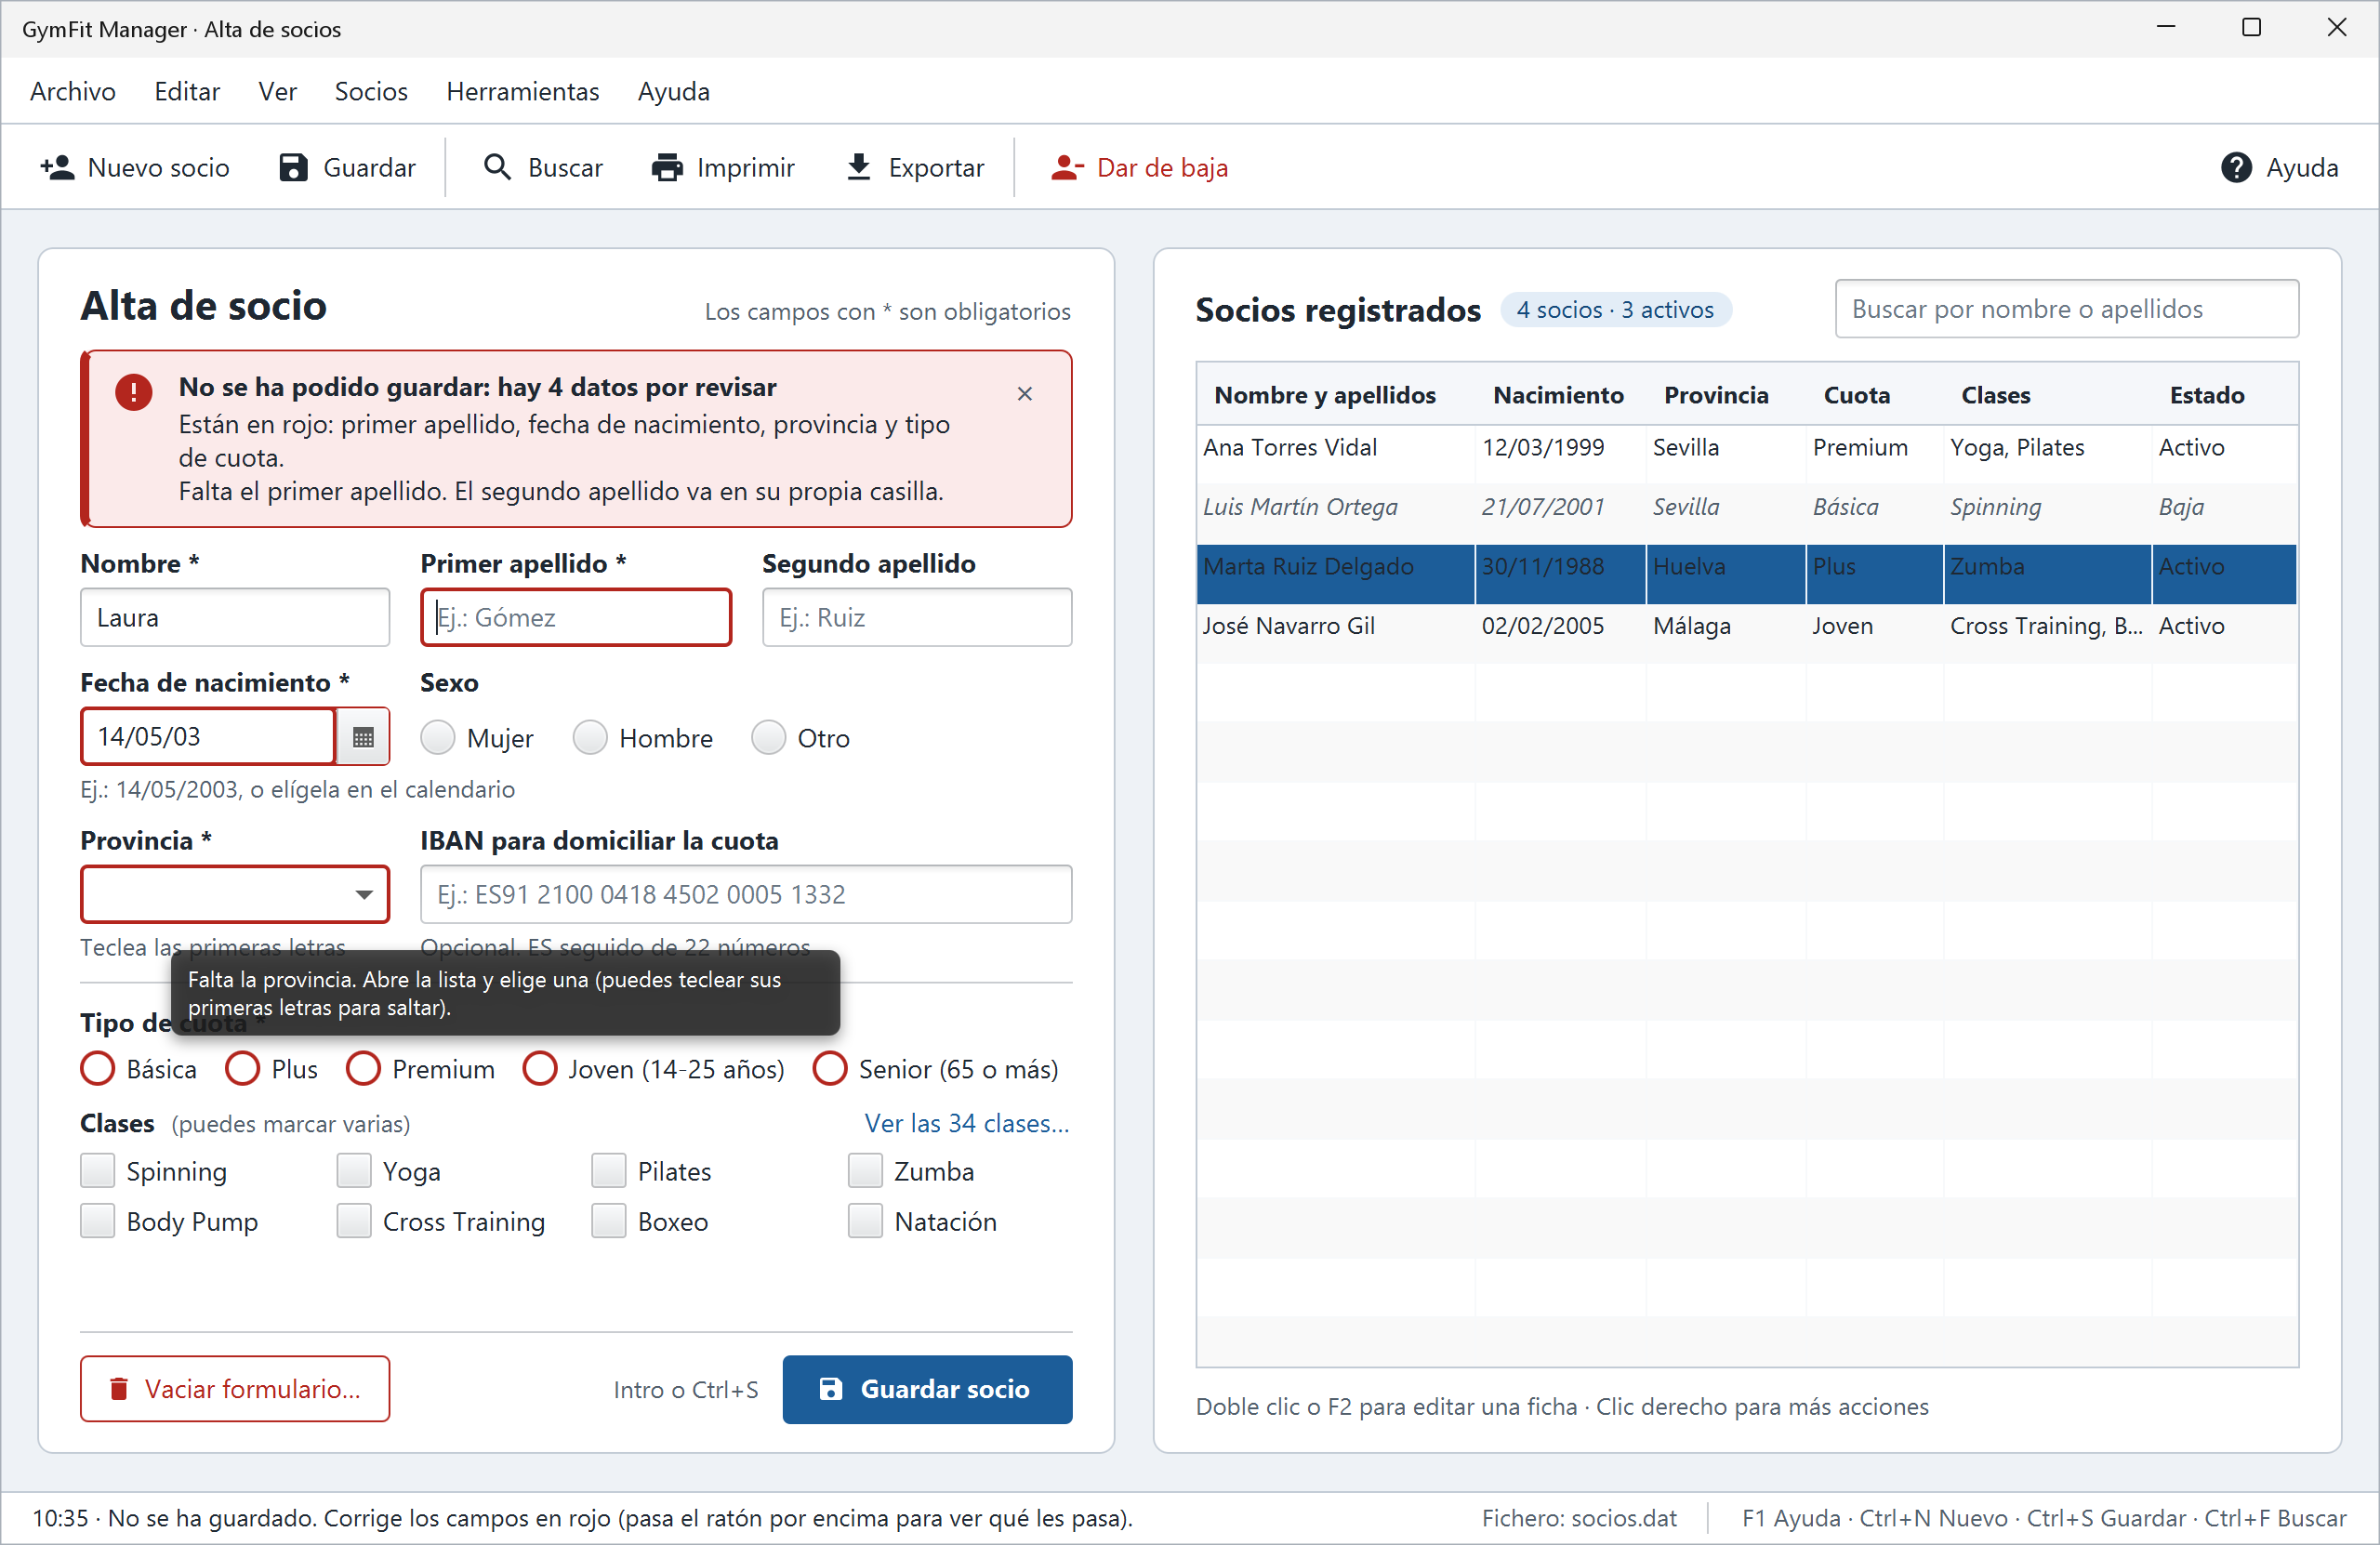 GymFit Manager · Alta de socios
Archivo Editar Ver Socios Herramientas Ayuda
Nuevo socio Guardar Buscar Imprimir Exportar Dar de baja Ayuda
Alta de socio
Los campos con * son obligatorios
No se ha podido guardar: hay 4 datos por revisar
Están en rojo: primer apellido, fecha de nacimiento, provincia y tipo
de cuota.
Falta el primer apellido. El segundo apellido va en su propia casilla.
Nombre * Primer apellido * Segundo apellido
Laura Ej.: Gómez Ej.: Ruiz
Fecha de nacimiento * Sexo
14/05/03 Mujer Hombre Otro
Ej.: 14/05/2003, o elígela en el calendario
Provincia * IBAN para domiciliar la cuota
Ej.: ES91 2100 0418 4502 0005 1332
Teclea las primeras letras Opcional. ES seguido de 22 números
Falta la provincia. Abre la lista y elige una (puedes teclear sus
primeras letras para saltar).
Tipo de cuota *
Básica Plus Premium Joven (14-25 años) Senior (65 o más)
Clases (puedes marcar varias) Ver las 34 clases...
Spinning Yoga Pilates Zumba
Body Pump Cross Training Boxeo Natación
Vaciar formulario... Intro o Ctrl+S Guardar socio
Socios registrados 4 socios · 3 activos Buscar por nombre o apellidos
Nombre y apellidos Nacimiento Provincia Cuota Clases Estado
Ana Torres Vidal 12/03/1999 Sevilla Premium Yoga, Pilates Activo
Luis Martín Ortega 21/07/2001 Sevilla Básica Spinning Baja
Marta Ruiz Delgado 30/11/1988 Huelva Plus Zumba Activo
José Navarro Gil 02/02/2005 Málaga Joven Cross Training, B... Activo
Doble clic o F2 para editar una ficha · Clic derecho para más acciones
10:35 · No se ha guardado. Corrige los campos en rojo (pasa el ratón por encima para ver qué les pasa).
Fichero: socios.dat F1 Ayuda · Ctrl+N Nuevo · Ctrl+S Guardar · Ctrl+F Buscar